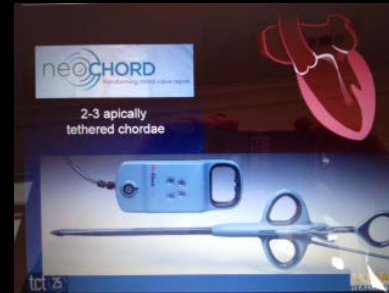 neoCHORD
transforming mitral valve repair
2-3 apically
tethered chordae
tct 25